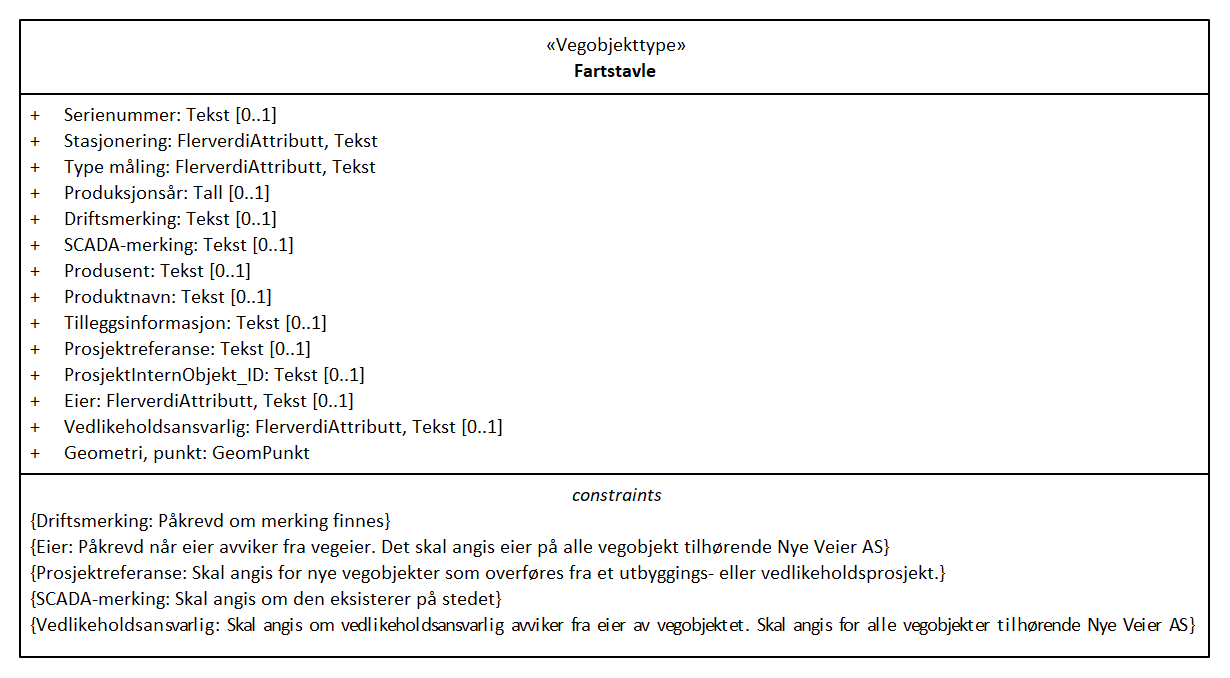 «Vegobjekttype»
Fartstavle
+ Serienummer: Tekst [0..1]
+ Stasjonering: FlerverdiAttributt, Tekst
+ Type måling: FlerverdiAttributt, Tekst
+ Produksjonsår: Tall [0..1]
+ Driftsmerking: Tekst [0..1]
+ SCADA-merking: Tekst [0..1]
+ Produsent: Tekst [0..1]
+ Produktnavn: Tekst [0..1]
+ Tilleggsinformasjon: Tekst [0..1]
+ Prosjektreferanse: Tekst [0..1]
+ ProsjektInternObjekt_ID: Tekst [0..1]
+ Eier: FlerverdiAttributt, Tekst [0..1]
+ Vedlikeholdsansvarlig: FlerverdiAttributt, Tekst [0..1]
+ Geometri, punkt: GeomPunkt
constraints
{Driftsmerking: Påkrevd om merking finnes}
{Eier: Påkrevd når eier avviker fra vegeier. Det skal angis eier på alle vegobjekt tilhørende Nye Veier AS}
{Prosjektreferanse: Skal angis for nye vegobjekter som overføres fra et utbyggings- eller vedlikeholdsprosjekt.}
{SCADA-merking: Skal angis om den eksisterer på stedet}
{Vedlikeholdsansvarlig: Skal angis om vedlikeholdsansvarlig avviker fra eier av vegobjektet. Skal angis for alle vegobjekter tilhørende Nye Veier AS}